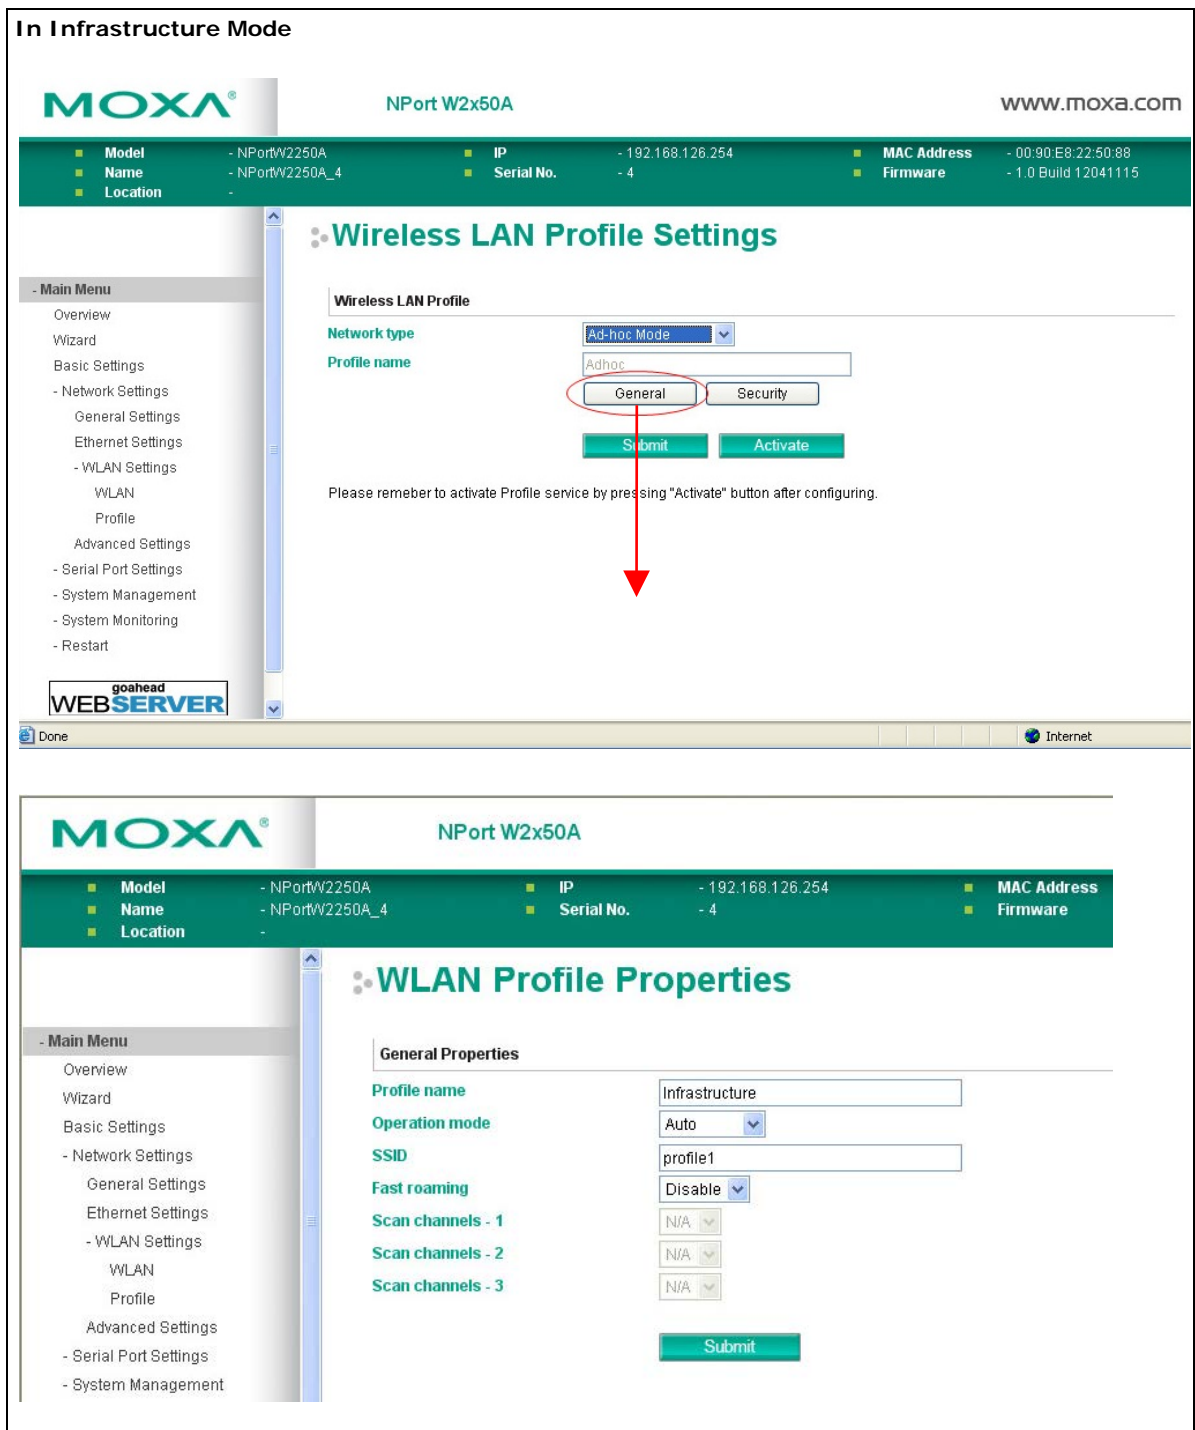 In Infrastructure Mode
MOXA®
NPort W2x50A
www.moxa.com
Model - NPortW2250A IP - 192.168.126.254 MAC Address - 00:90:E8:22:50:88
Name - NPortW2250A_4 Serial No. - 4 Firmware - 1.0 Build 12041115
Location -
Wireless LAN Profile Settings
- Main Menu
Overview
Wizard
Basic Settings
- Network Settings
General Settings
Ethernet Settings
- WLAN Settings
WLAN
Profile
Advanced Settings
- Serial Port Settings
- System Management
- System Monitoring
- Restart
goahead
WEBSERVER
Wireless LAN Profile
Network type Ad-hoc Mode
Profile name Adhoc
General Security
Submit Activate
Please remeber to activate Profile service by pressing "Activate" button after configuring.
Done Internet
MOXA®
NPort W2x50A
Model - NPortW2250A IP - 192.168.126.254 MAC Address
Name - NPortW2250A_4 Serial No. - 4 Firmware
Location -
WLAN Profile Properties
- Main Menu
Overview
Wizard
Basic Settings
- Network Settings
General Settings
Ethernet Settings
- WLAN Settings
WLAN
Profile
Advanced Settings
- Serial Port Settings
- System Management
General Properties
Profile name Infrastructure
Operation mode Auto
SSID profile1
Fast roaming Disable
Scan channels - 1 N/A
Scan channels - 2 N/A
Scan channels - 3 N/A
Submit